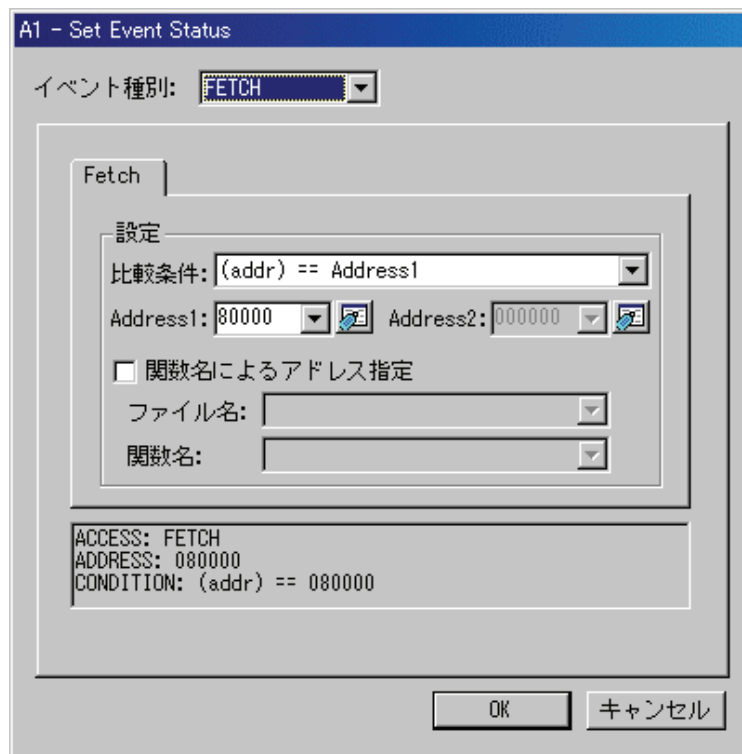 A1 - Set Event Status
イベント種別: FETCH
Fetch
設定
比較条件: (addr) == Address1
Address1: 80000 Address2: 000000
関数名によるアドレス指定
ファイル名:
関数名:
ACCESS: FETCH
ADDRESS: 080000
CONDITION: (addr) == 080000
OK キャンセル